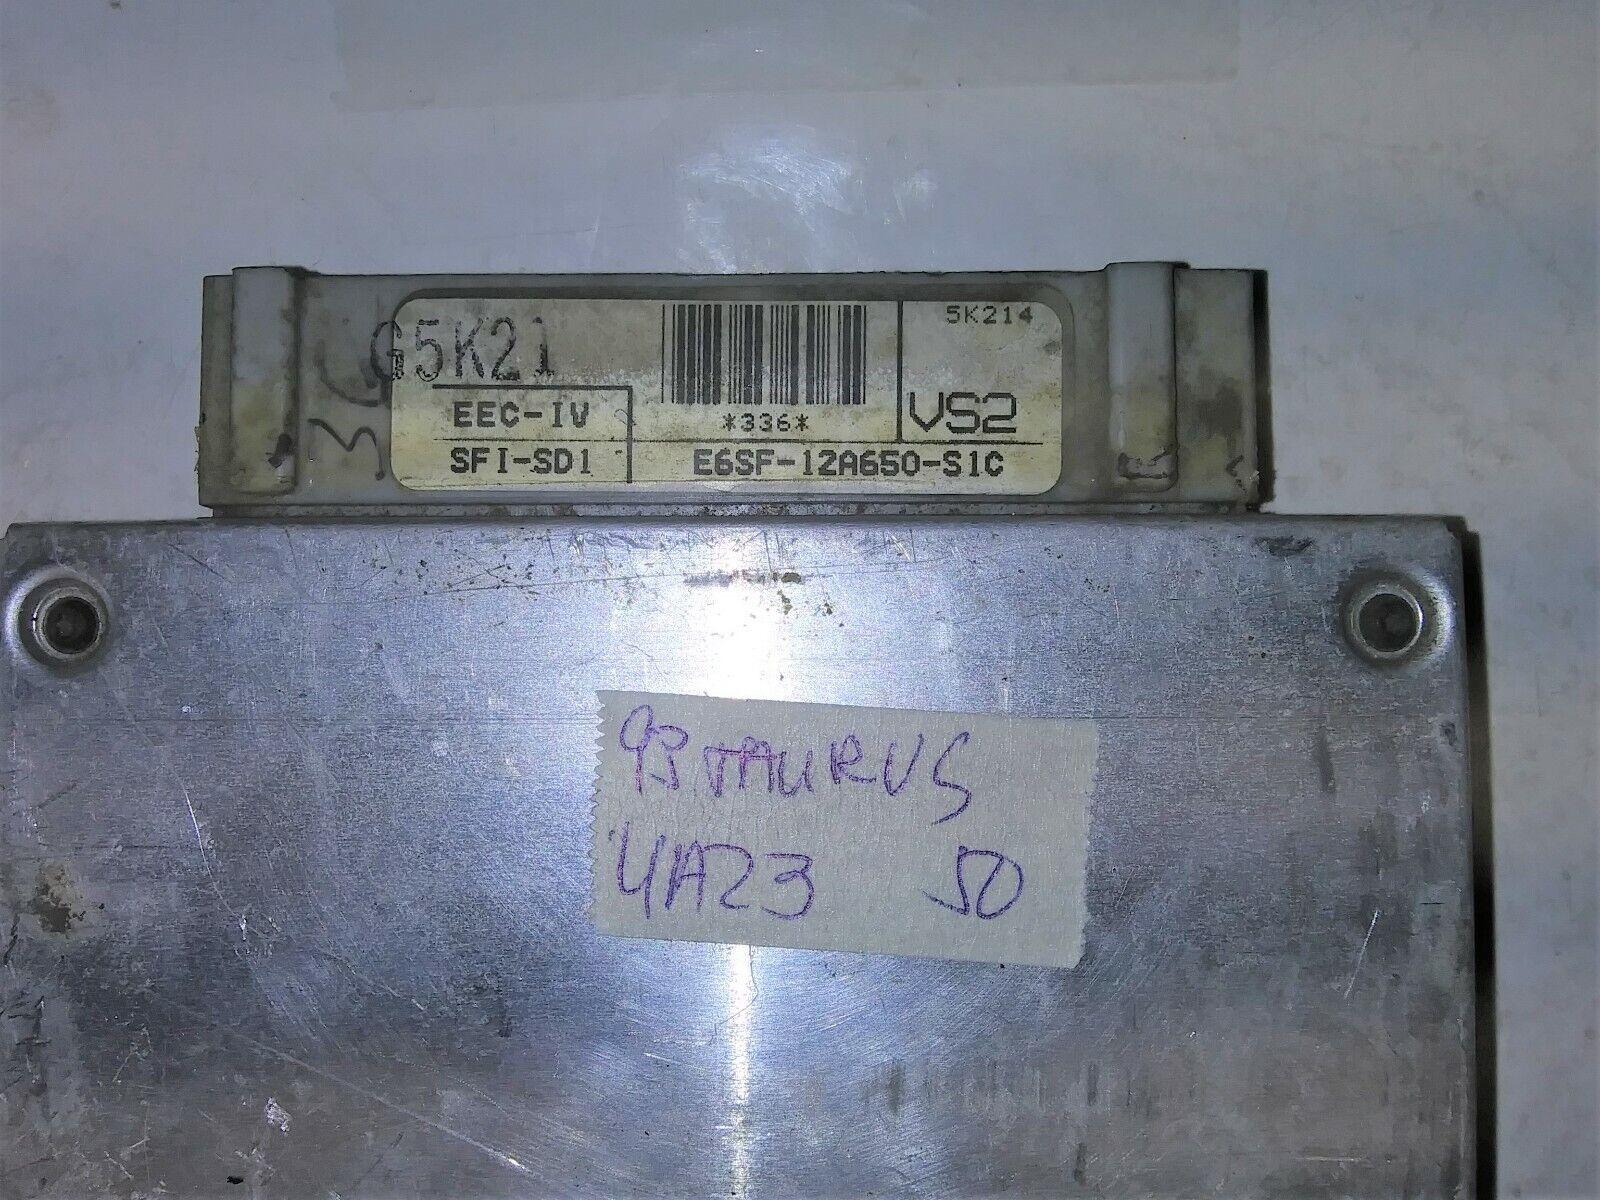 5K214
G5K21
EEC-IV
*336*
VS2
SFI-SD1
E6SF-12A650-S1C
93 TAURUS
4A23 50